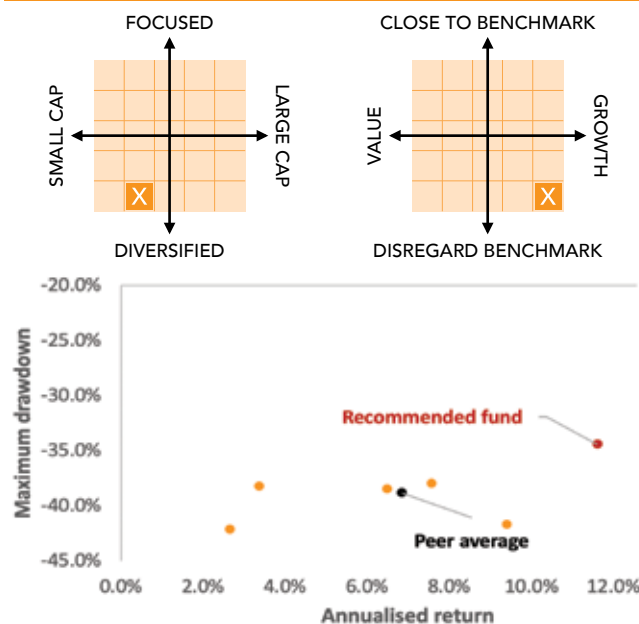 FOCUSED
CLOSE TO BENCHMARK
SMALL CAP
LARGE CAP
VALUE
GROWTH
X
X
DIVERSIFIED
DISREGARD BENCHMARK
-20.0%
-25.0%
-30.0%
-35.0%
-40.0%
-45.0%
Maximum drawdown
Recommended fund
Peer average
0.0% 2.0% 4.0% 6.0% 8.0% 10.0% 12.0%
Annualised return